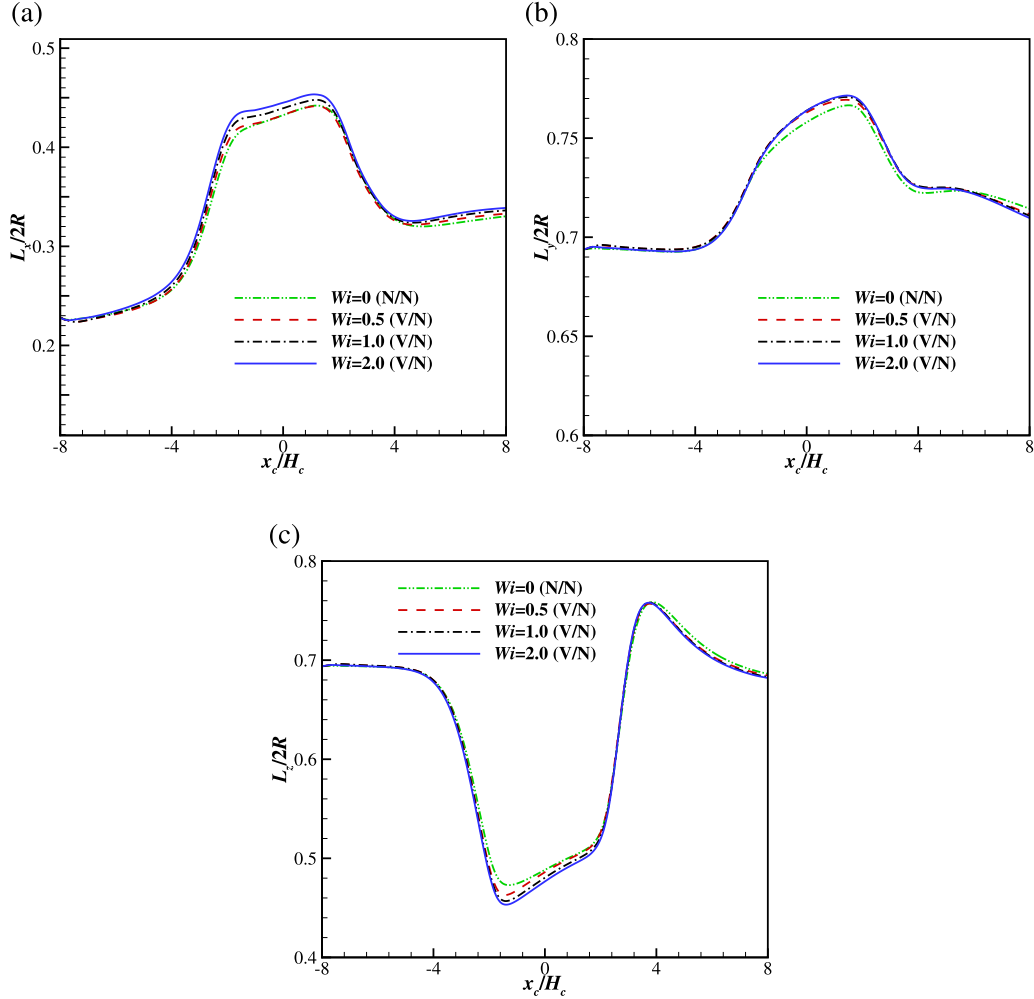 (a)
0.5
0.4
0.3
0.2
L_x/2R
Wi=0 (N/N)
Wi=0.5 (V/N)
Wi=1.0 (V/N)
Wi=2.0 (V/N)
-8 -4 0 4 8
x_c/H_c
(b)
0.8
0.75
0.7
0.65
0.6
L_y/2R
Wi=0 (N/N)
Wi=0.5 (V/N)
Wi=1.0 (V/N)
Wi=2.0 (V/N)
-8 -4 0 4 8
x_c/H_c
(c)
0.8
0.7
0.6
0.5
0.4
L_z/2R
Wi=0 (N/N)
Wi=0.5 (V/N)
Wi=1.0 (V/N)
Wi=2.0 (V/N)
-8 -4 0 4 8
x_c/H_c